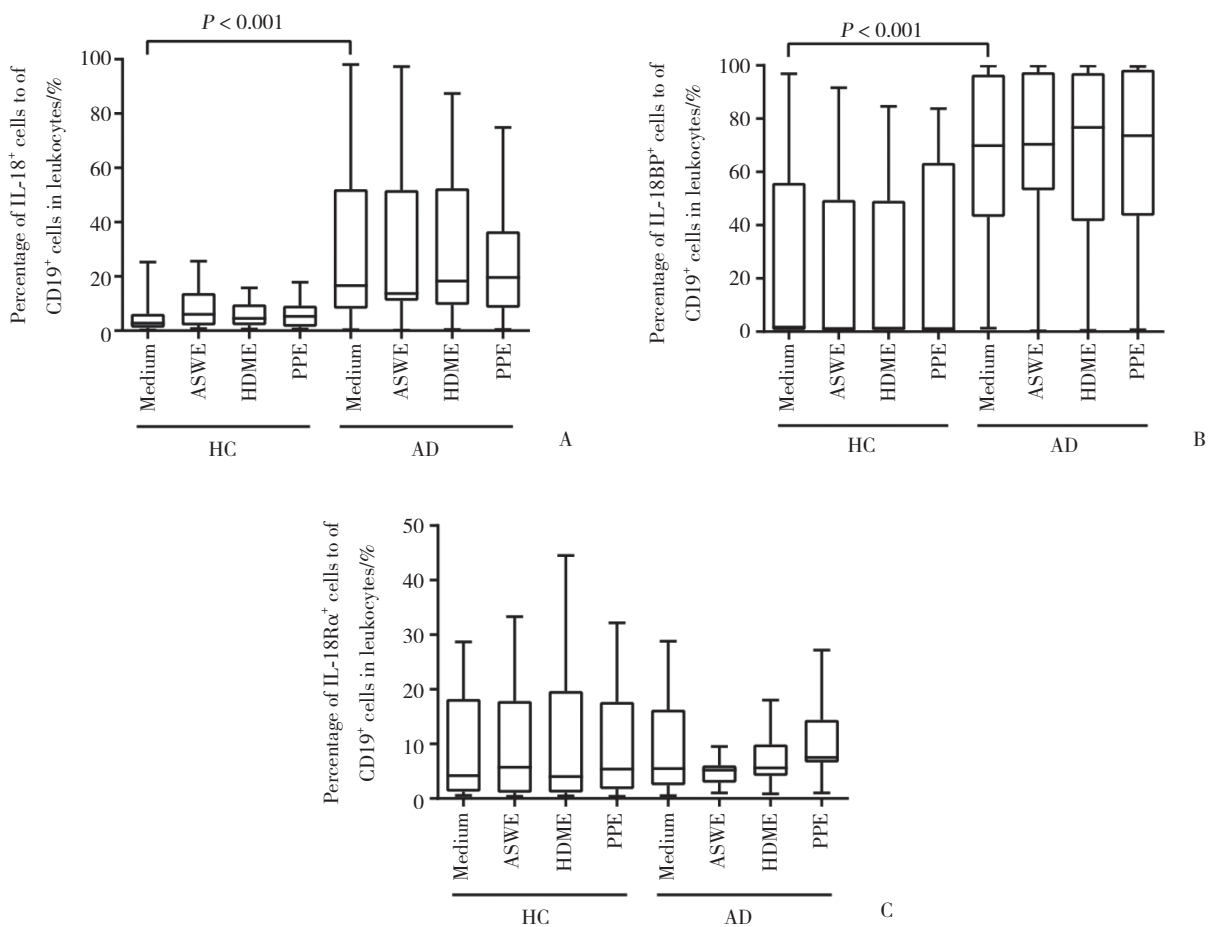 P < 0.001
Percentage of IL-18⁺ cells to of
CD19⁺ cells in leukocytes/%
100
80
60
40
20
0
Medium
ASWE
HDME
PPE
Medium
ASWE
HDME
PPE
HC
AD
A
P < 0.001
Percentage of IL-18BP⁺ cells to of
CD19⁺ cells in leukocytes/%
100
80
60
40
20
0
Medium
ASWE
HDME
PPE
Medium
ASWE
HDME
PPE
HC
AD
B
Percentage of IL-18Rα⁺ cells to of
CD19⁺ cells in leukocytes/%
50
40
30
20
10
0
Medium
ASWE
HDME
PPE
Medium
ASWE
HDME
PPE
HC
AD
C